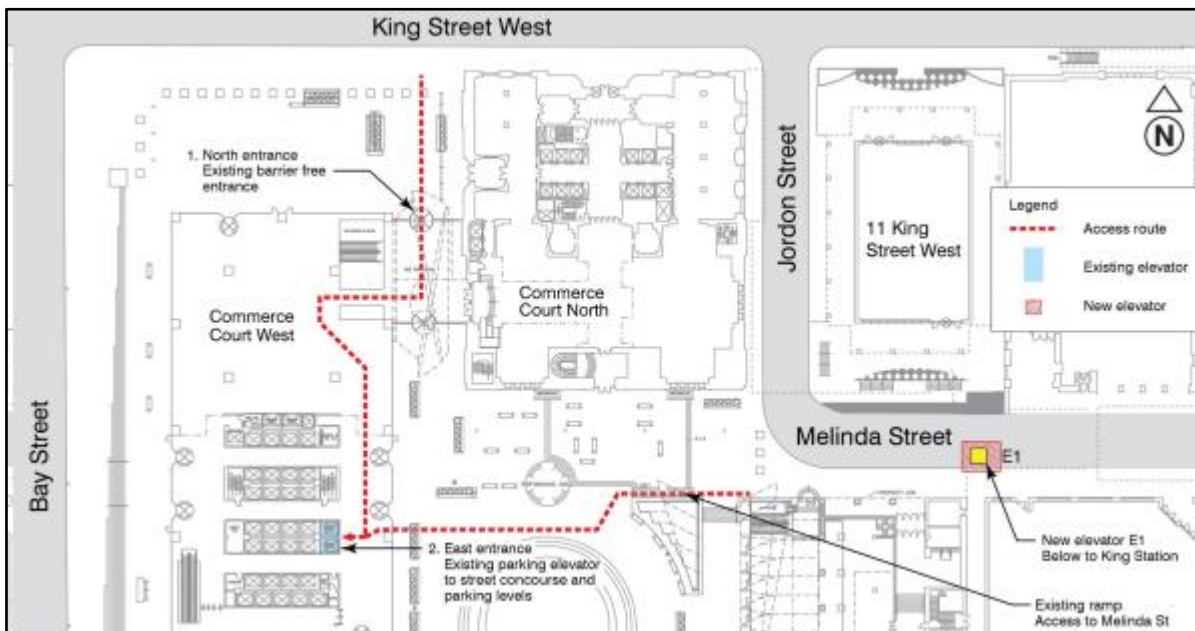 King Street West
1. North entrance
Existing barrier free
entrance
N
Jordon Street
Legend
Access route
Existing elevator
New elevator
11 King
Street West
Commerce
Court West
Commerce
Court North
Bay Street
Melinda Street
E1
2. East entrance
Existing parking elevator
to street concourse and
parking levels
New elevator E1
Below to King Station
Existing ramp
Access to Melinda St